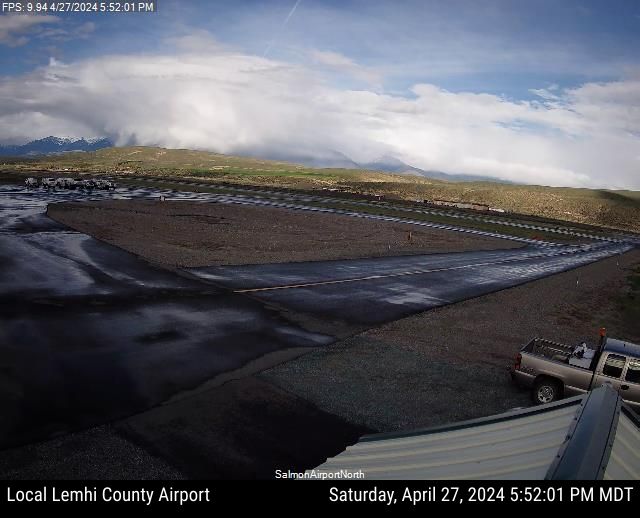 FPS: 9.94 4/27/2024 5:52:01 PM
SalmonAirportNorth
Local Lemhi County Airport
Saturday, April 27, 2024 5:52:01 PM MDT